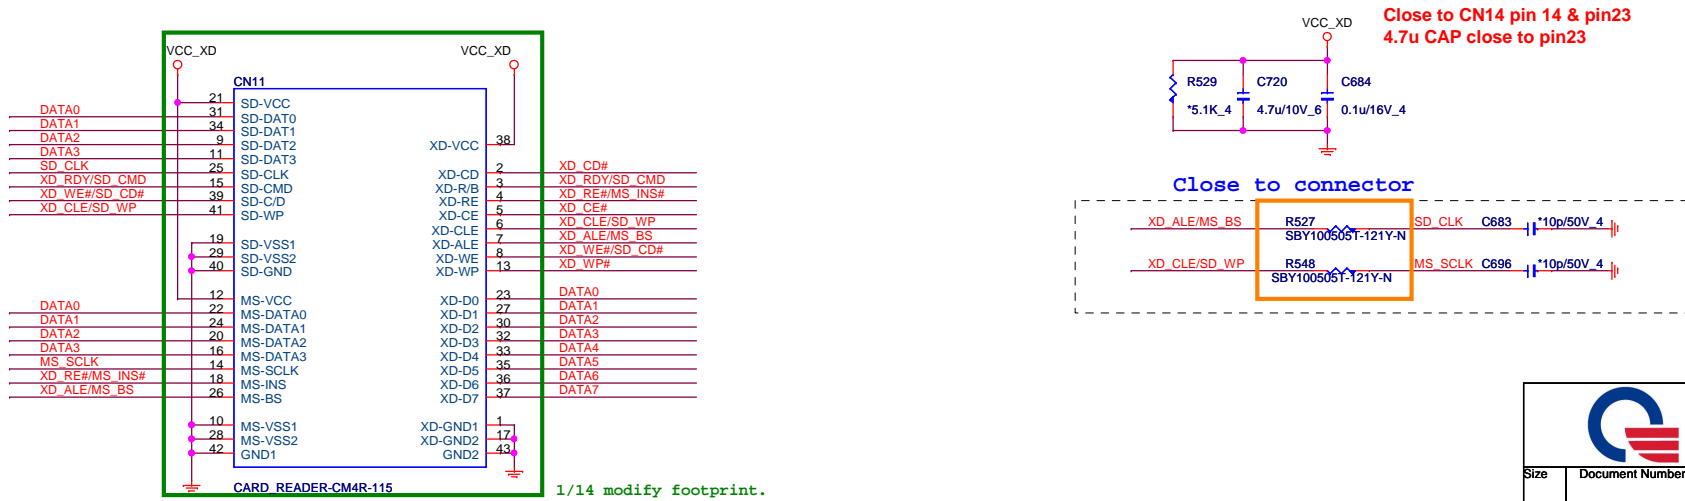 VCC_XD
VCC_XD
CN11
DATA0 21 SD-VCC
DATA1 31 SD-DAT0
DATA2 34 SD-DAT1
DATA3 9 SD-DAT2
11 SD-DAT3
SD_CLK 25 SD-CLK
XD_RDY/SD_CMD 15 SD-CMD
XD_WE#/SD_CD# 39 SD-C/D
XD_CLE/SD_WP 41 SD-WP
19 SD-VSS1
29 SD-VSS2
40 SD-GND
12 MS-VCC
DATA0 22 MS-DATA0
DATA1 24 MS-DATA1
DATA2 20 MS-DATA2
DATA3 16 MS-DATA3
MS_SCLK 14 MS-SCLK
XD_RE#/MS_INS# 18 MS-INS
XD_ALE/MS_BS 26 MS-BS
10 MS-VSS1
28 MS-VSS2
42 GND1
XD-VCC 38
XD-CD 2 XD_CD#
XD-R/B 3 XD_RDY/SD_CMD
XD-RE 4 XD_RE#/MS_INS#
XD-CE 5 XD_CE#
XD-CLE 6 XD_CLE/SD_WP
XD-ALE 7 XD_ALE/MS_BS
XD-WE 8 XD_WE#/SD_CD#
XD-WP 13 XD_WP#
XD-D0 23 DATA0
XD-D1 27 DATA1
XD-D2 30 DATA2
XD-D3 32 DATA3
XD-D4 33 DATA4
XD-D5 35 DATA5
XD-D6 36 DATA6
XD-D7 37 DATA7
XD-GND1 1
XD-GND2 17
GND2 43
CARD_READER-CM4R-115
1/14 modify footprint.
VCC_XD
Close to CN14 pin 14 & pin23
4.7u CAP close to pin23
R529 C720 C684
*5.1K_4 4.7u/10V_6 0.1u/16V_4
Close to connector
XD_ALE/MS_BS R527 SD_CLK C683 *10p/50V_4
SBY100505T-121Y-N
XD_CLE/SD_WP R548 MS_SCLK C696 *10p/50V_4
SBY100505T-121Y-N
Size Document Number